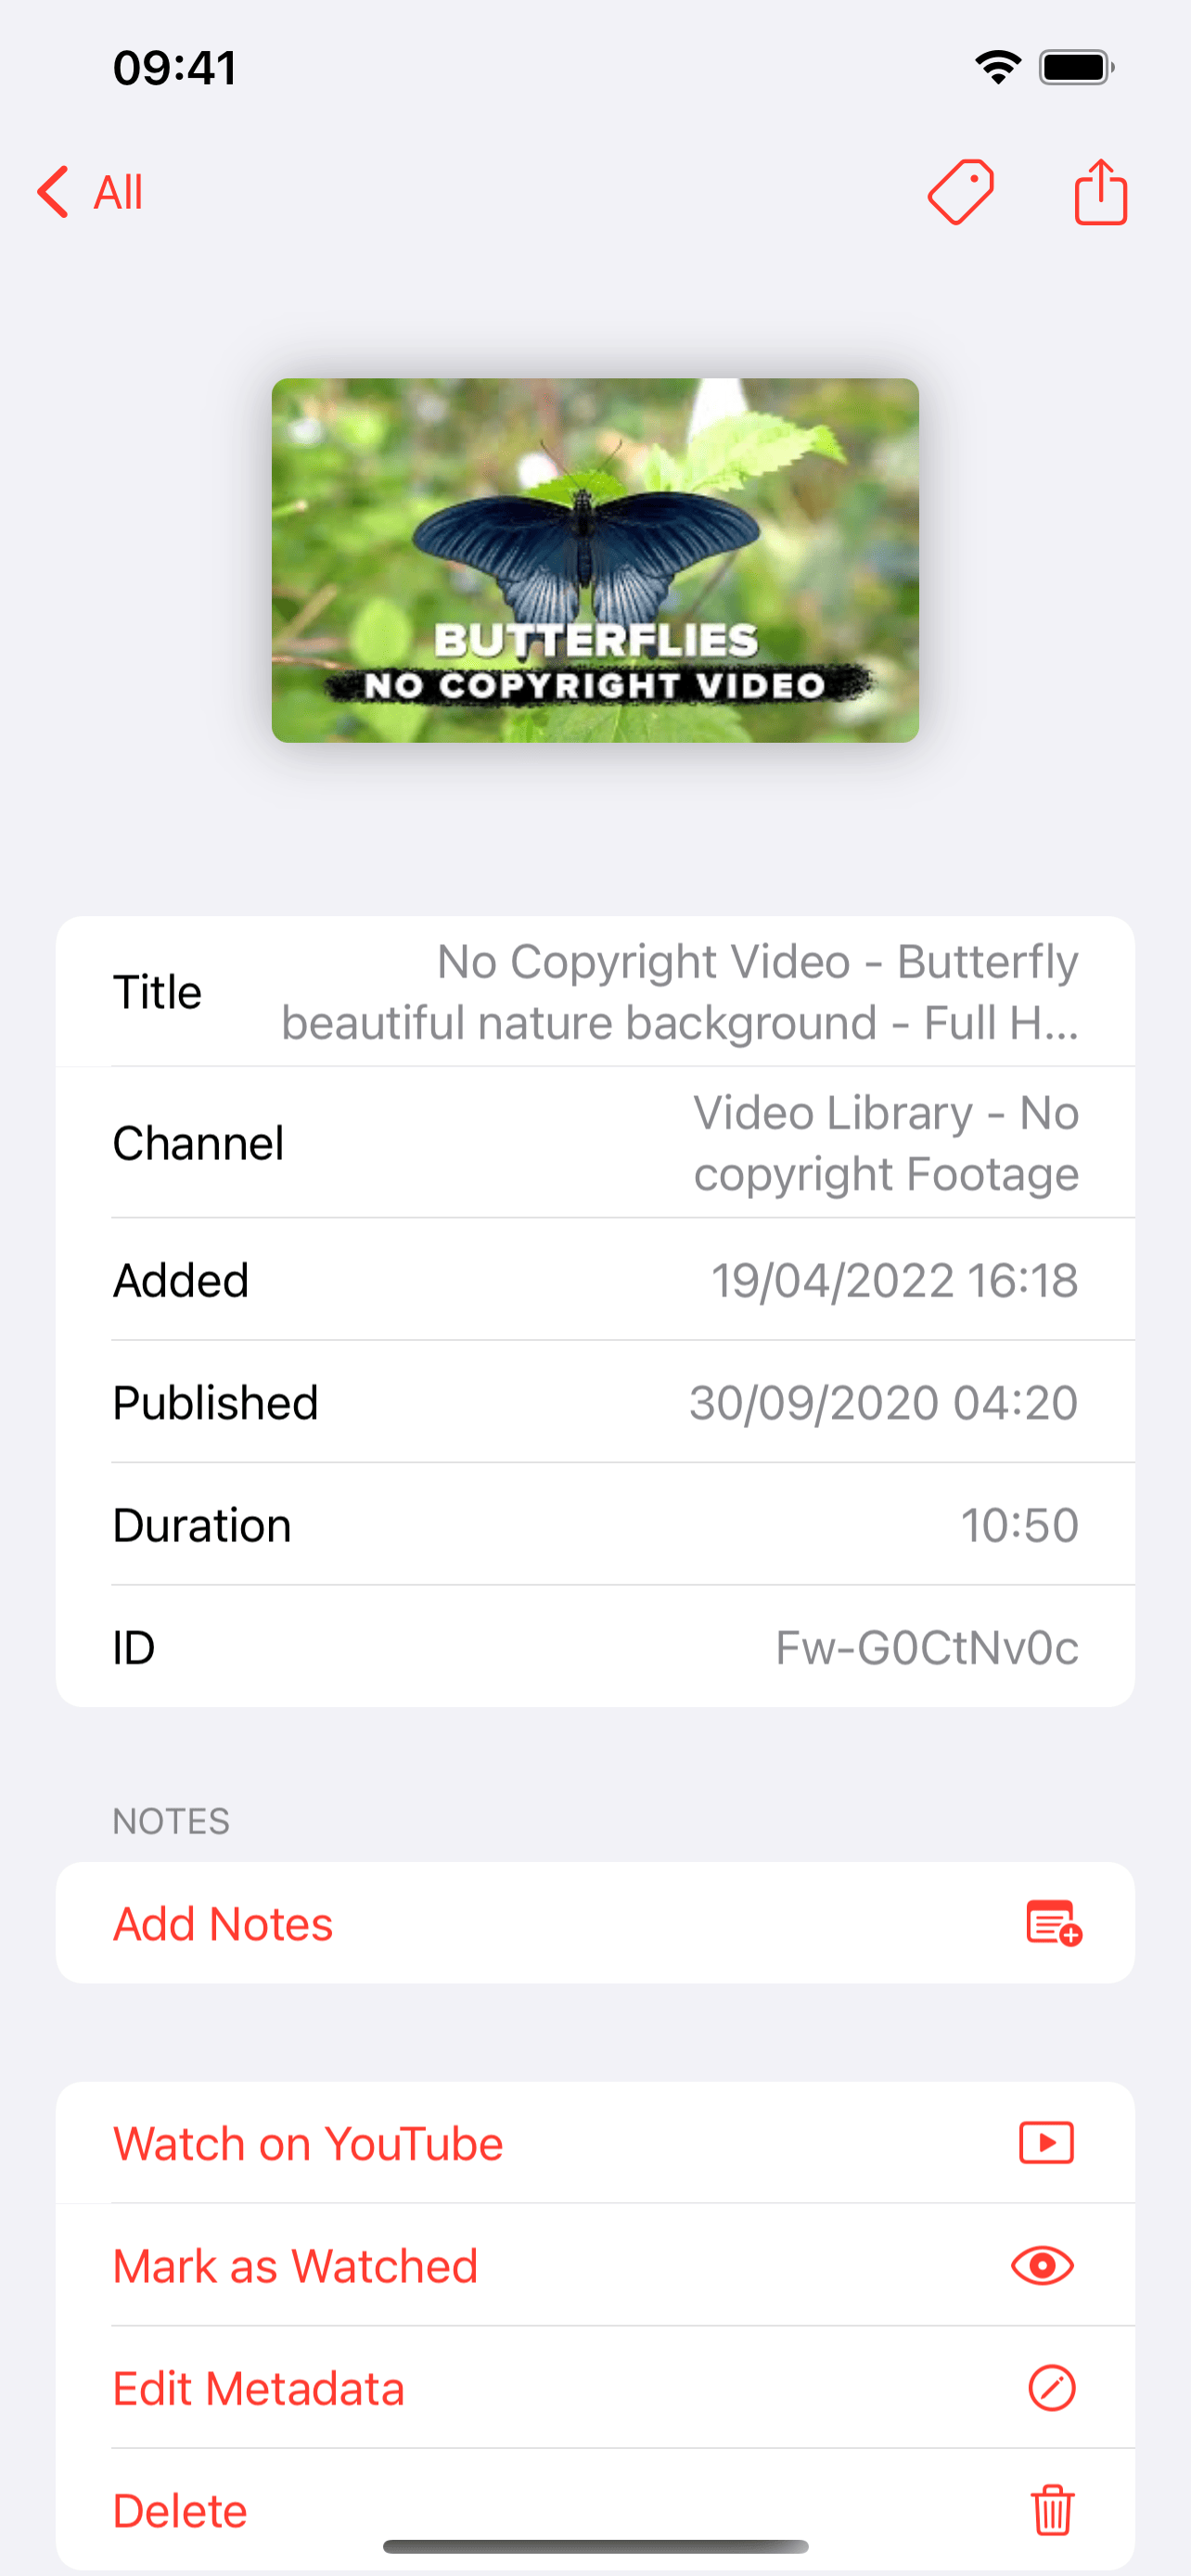 09:41
All
BUTTERFLIES
NO COPYRIGHT VIDEO
Title
No Copyright Video - Butterfly
beautiful nature background - Full H...
Channel
Video Library - No
copyright Footage
Added
19/04/2022 16:18
Published
30/09/2020 04:20
Duration
10:50
ID
Fw-G0CtNv0c
NOTES
Add Notes
Watch on YouTube
Mark as Watched
Edit Metadata
Delete